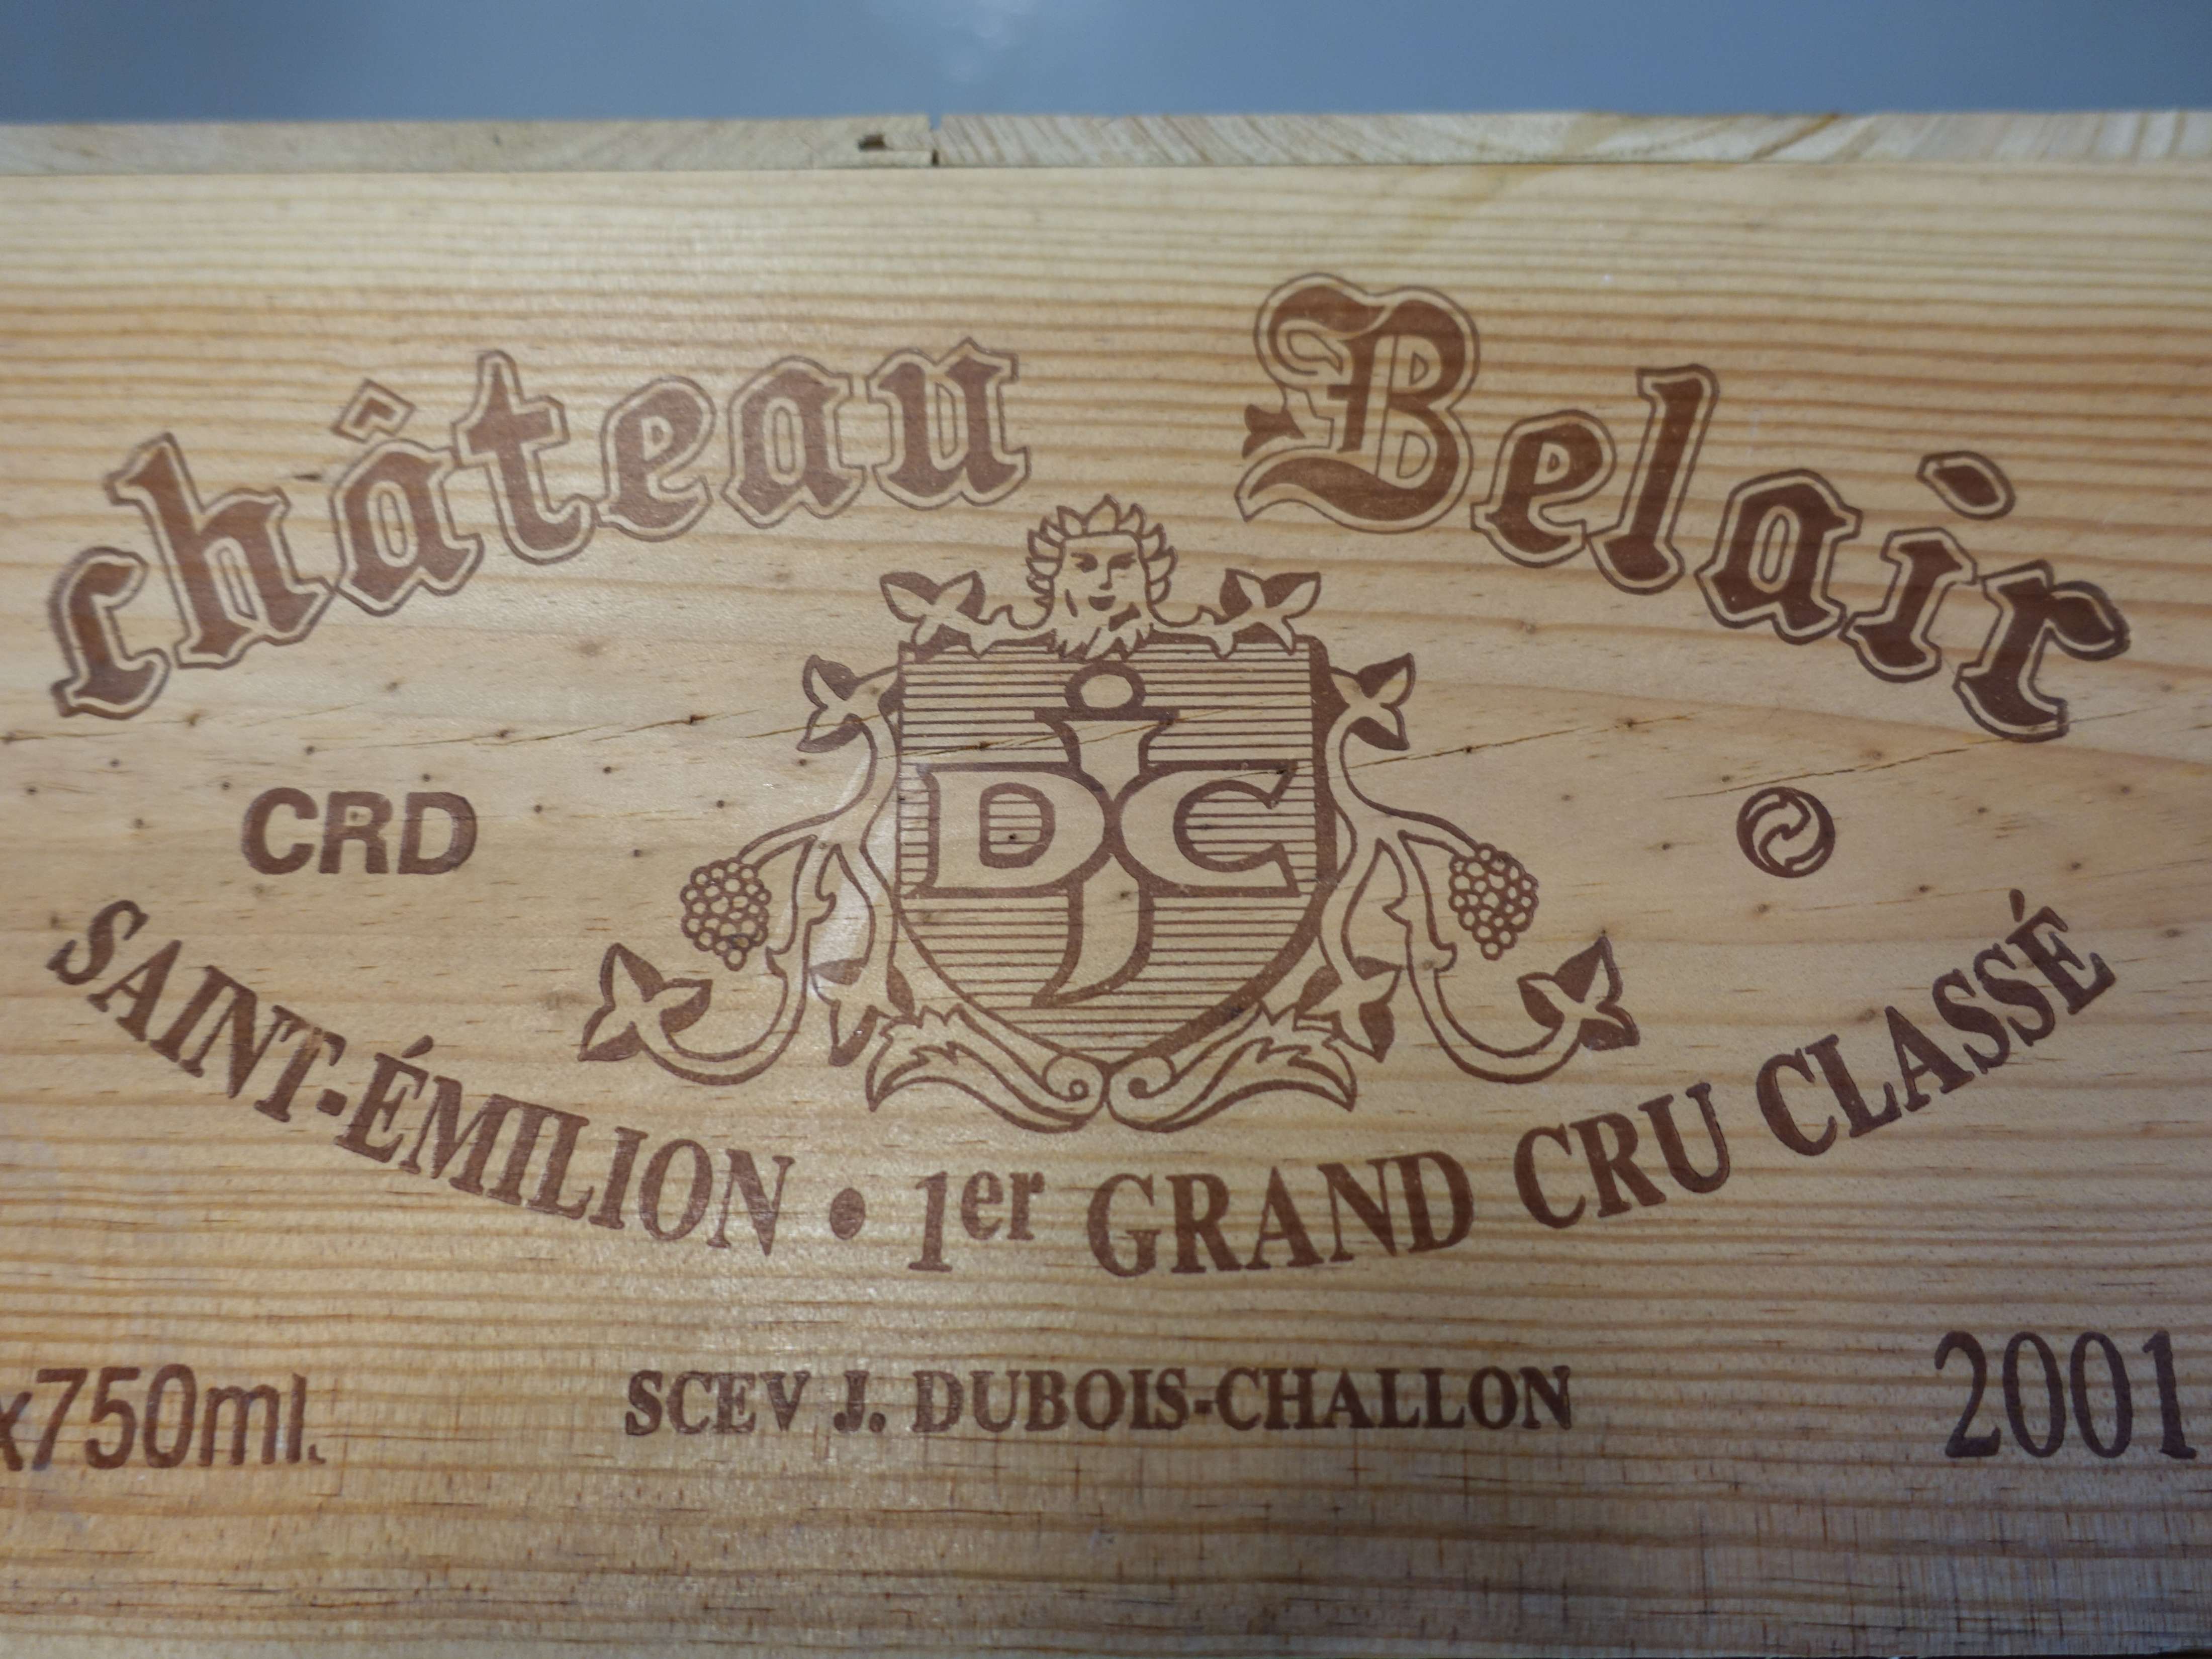 château Belair
DjC
CRD
SAINT-ÉMILION • 1er GRAND CRU CLASSÉ
x750ml.
SCEV J. DUBOIS-CHALLON
2001